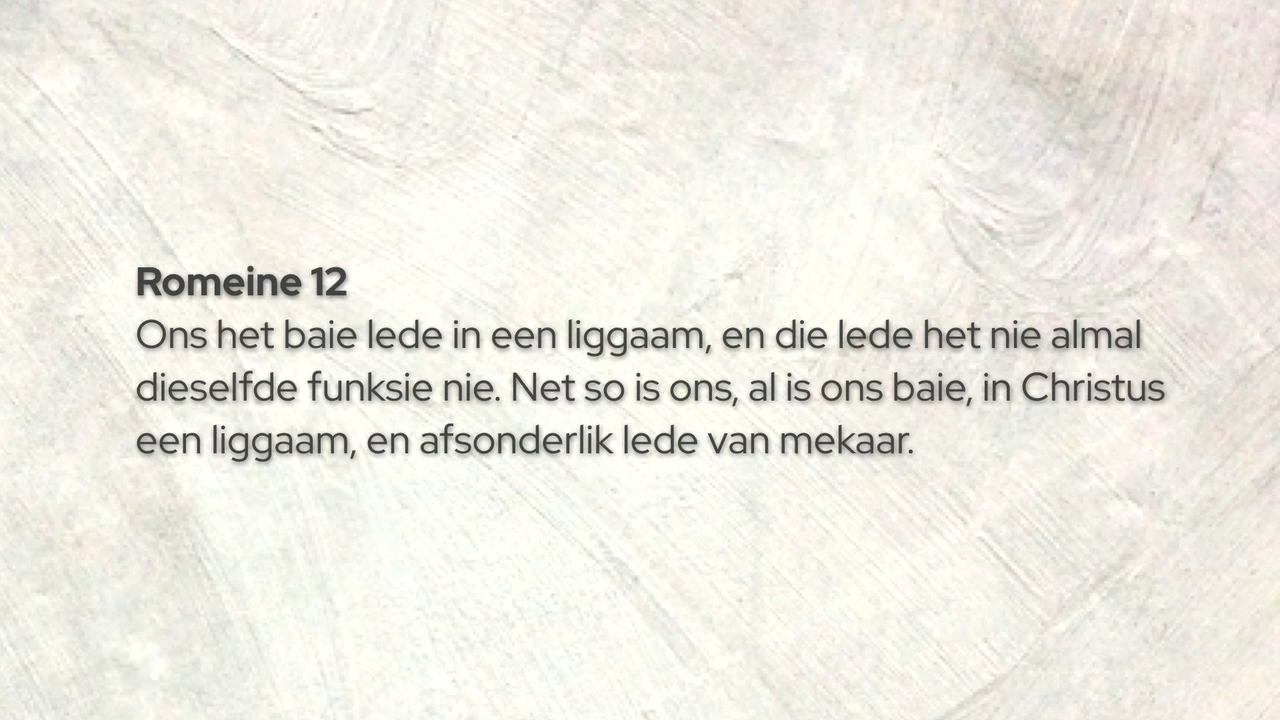 Romeine 12
Ons het baie lede in een liggaam, en die lede het nie almal
dieselfde funksie nie. Net so is ons, al is ons baie, in Christus
een liggaam, en afsonderlik lede van mekaar.